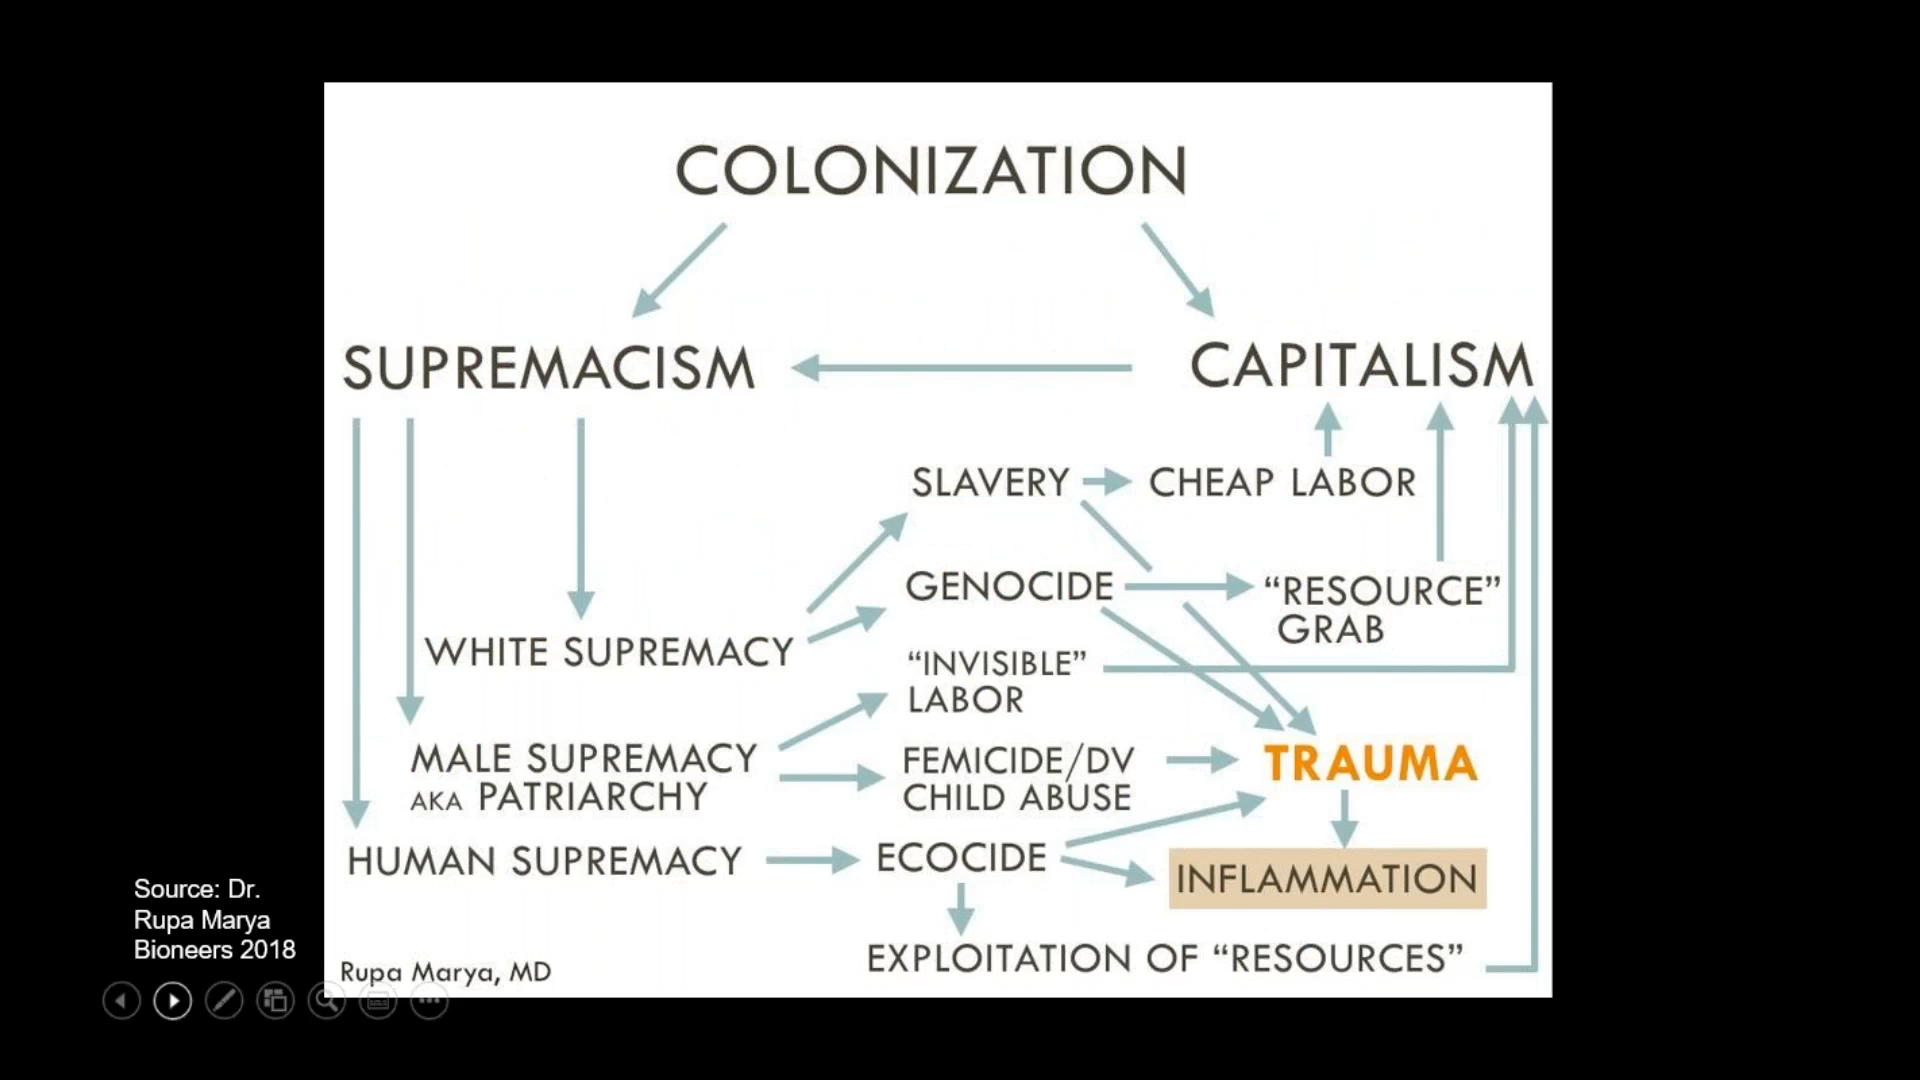 COLONIZATION
SUPREMACISM
CAPITALISM
SLAVERY
CHEAP LABOR
GENOCIDE
“RESOURCE”
GRAB
WHITE SUPREMACY
“INVISIBLE”
LABOR
MALE SUPREMACY
AKA PATRIARCHY
FEMICIDE/DV
CHILD ABUSE
TRAUMA
HUMAN SUPREMACY
ECOCIDE
INFLAMMATION
EXPLOITATION OF “RESOURCES”
Rupa Marya, MD
Source: Dr.
Rupa Marya
Bioneers 2018